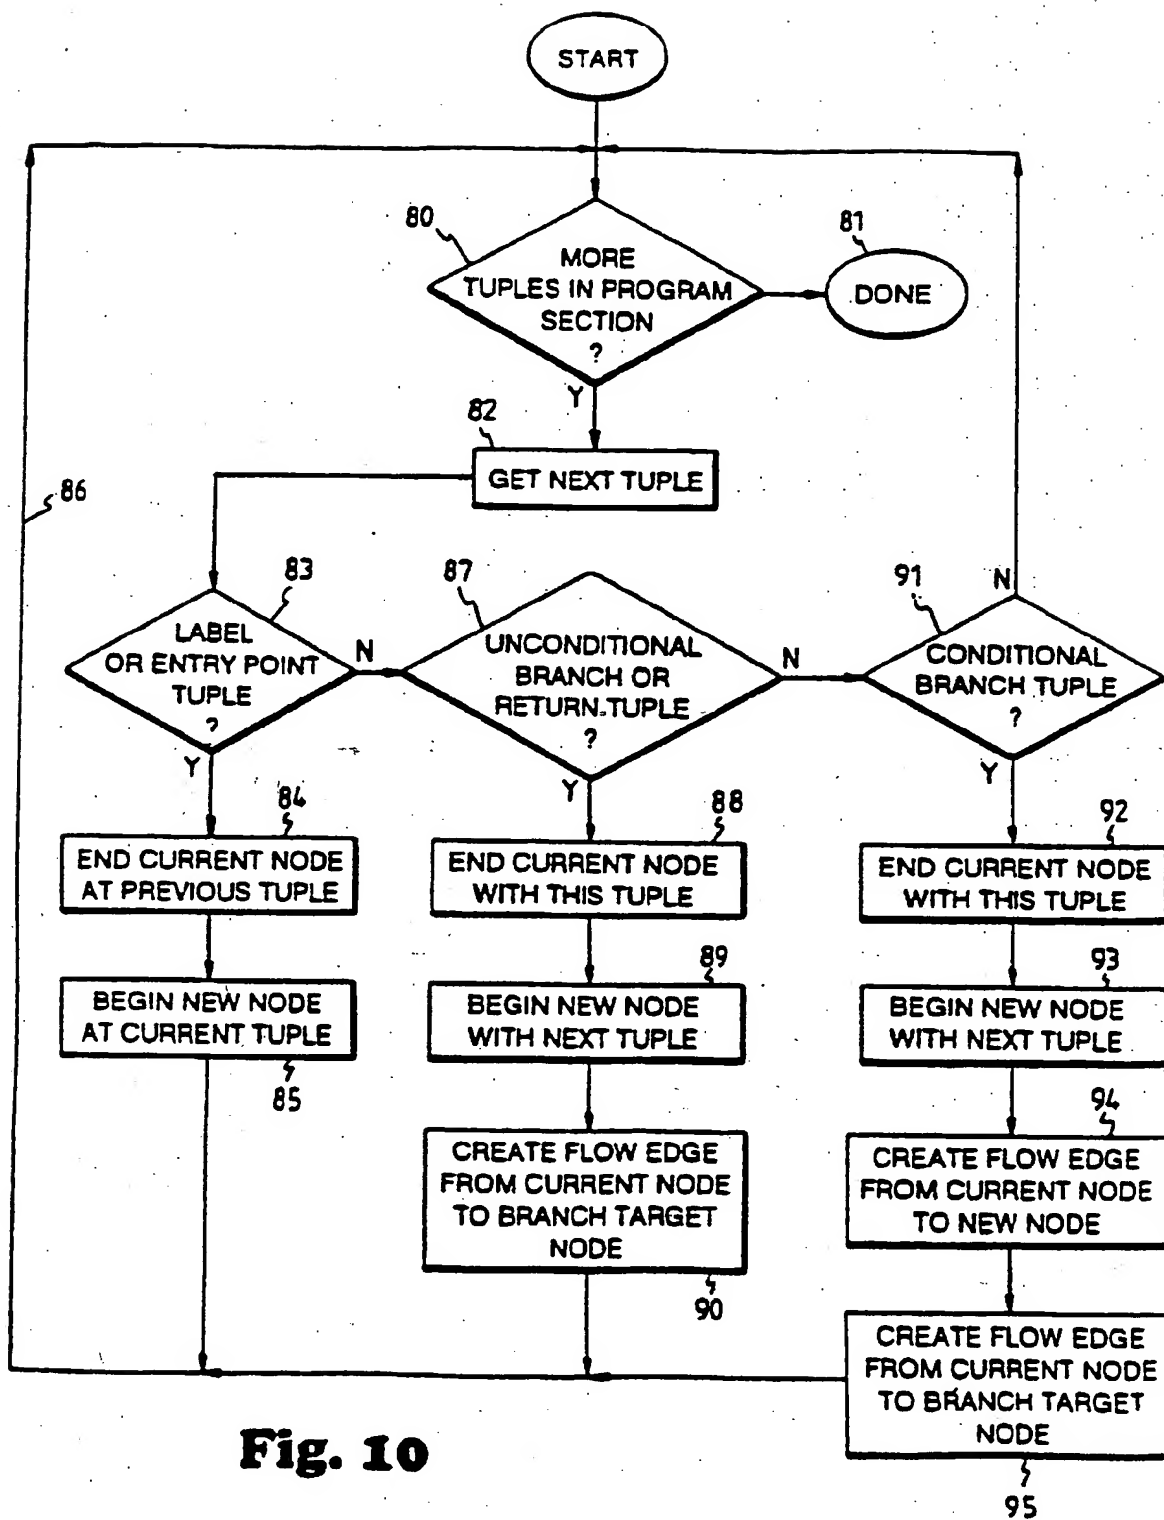 START
80
MORE
TUPLES IN PROGRAM
SECTION
?
81
DONE
Y
82
GET NEXT TUPLE
86
83
LABEL
OR ENTRY POINT
TUPLE
?
N
Y
87
UNCONDITIONAL
BRANCH OR
RETURN TUPLE
?
N
Y
91
N
CONDITIONAL
BRANCH TUPLE
?
Y
84
END CURRENT NODE
AT PREVIOUS TUPLE
88
END CURRENT NODE
WITH THIS TUPLE
92
END CURRENT NODE
WITH THIS TUPLE
BEGIN NEW NODE
AT CURRENT TUPLE
85
89
BEGIN NEW NODE
WITH NEXT TUPLE
93
BEGIN NEW NODE
WITH NEXT TUPLE
CREATE FLOW EDGE
FROM CURRENT NODE
TO BRANCH TARGET
NODE
90
94
CREATE FLOW EDGE
FROM CURRENT NODE
TO NEW NODE
CREATE FLOW EDGE
FROM CURRENT NODE
TO BRANCH TARGET
NODE
95
Fig. 10